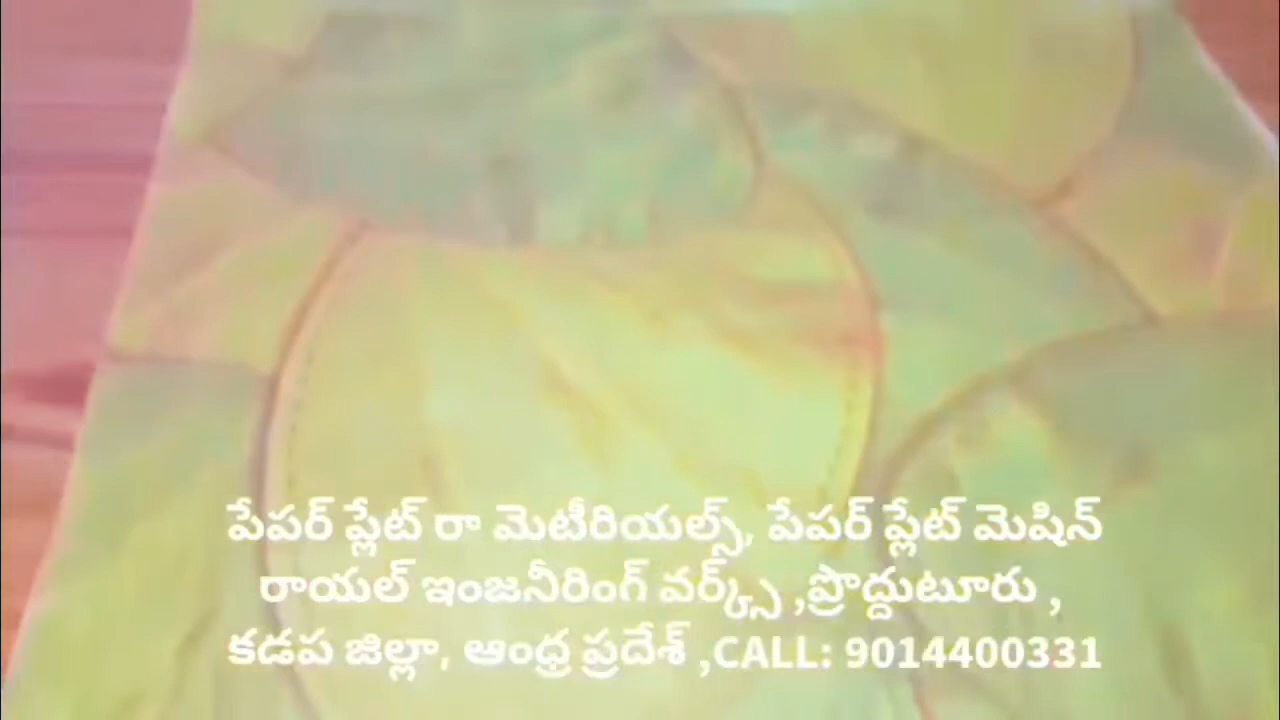 పేపర్ ప్లేట్ రా మెటీరియల్స్, పేపర్ ప్లేట్ మెషిన్
రాయల్ ఇంజనీరింగ్ వర్క్స్ ,ప్రొద్దుటూరు ,
కడప జిల్లా, ఆంధ్ర ప్రదేశ్ ,CALL: 9014400331